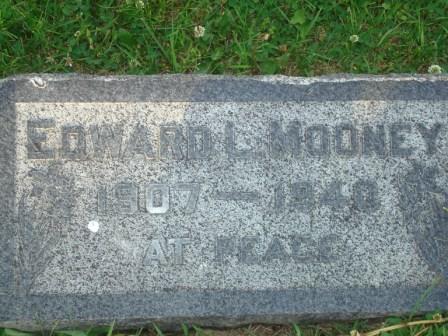 EDWARD L. MOONEY
1907 — 1940
AT PEACE